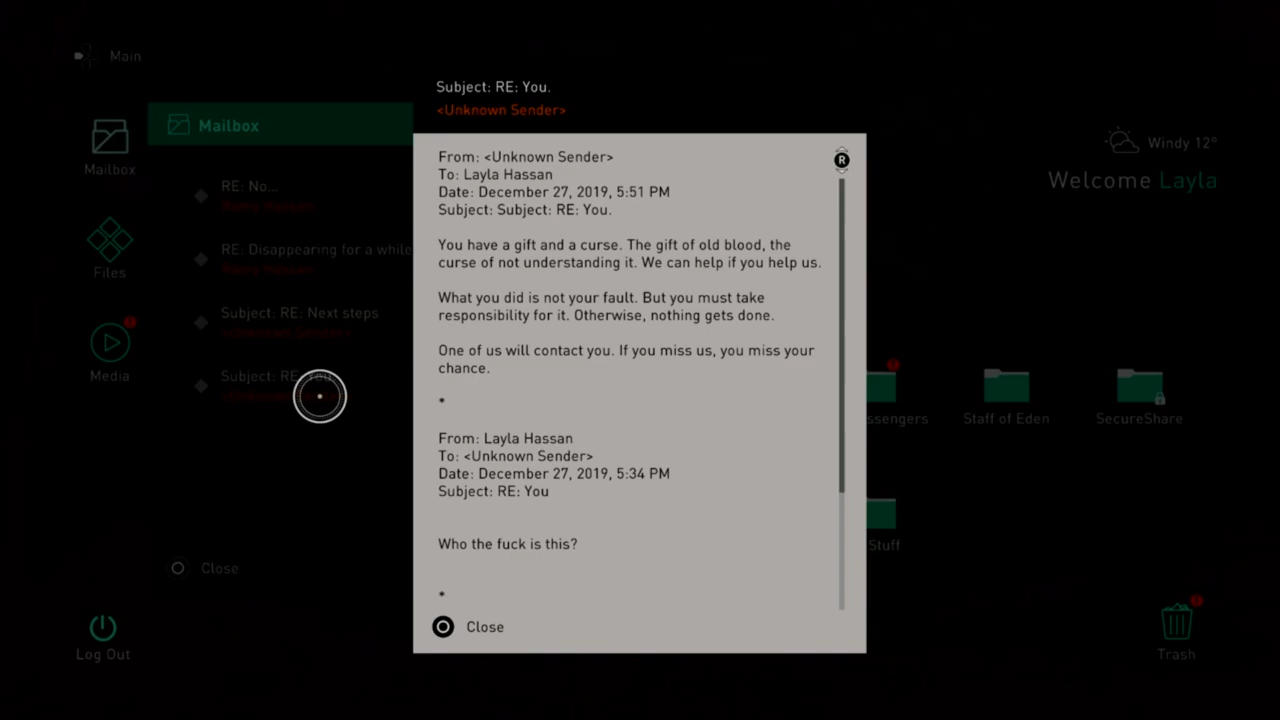 Main
Subject: RE: You.
<Unknown Sender>
Mailbox
Mailbox
From: <Unknown Sender>
To: Layla Hassan
Date: December 27, 2019, 5:51 PM
Subject: Subject: RE: You.
You have a gift and a curse. The gift of old blood, the
curse of not understanding it. We can help if you help us.
What you did is not your fault. But you must take
responsibility for it. Otherwise, nothing gets done.
One of us will contact you. If you miss us, you miss your
chance.
*
From: Layla Hassan
To: <Unknown Sender>
Date: December 27, 2019, 5:34 PM
Subject: RE: You
Who the fuck is this?
*
Close
R
RE: No...
RE: Disappearing for a while
Subject: RE: Next steps
<Unknown Sender>
Subject: RE: You.
Close
Files
Media
Log Out
Windy 12°
Welcome Layla
ssengers
Staff of Eden
SecureShare
Stuff
Trash